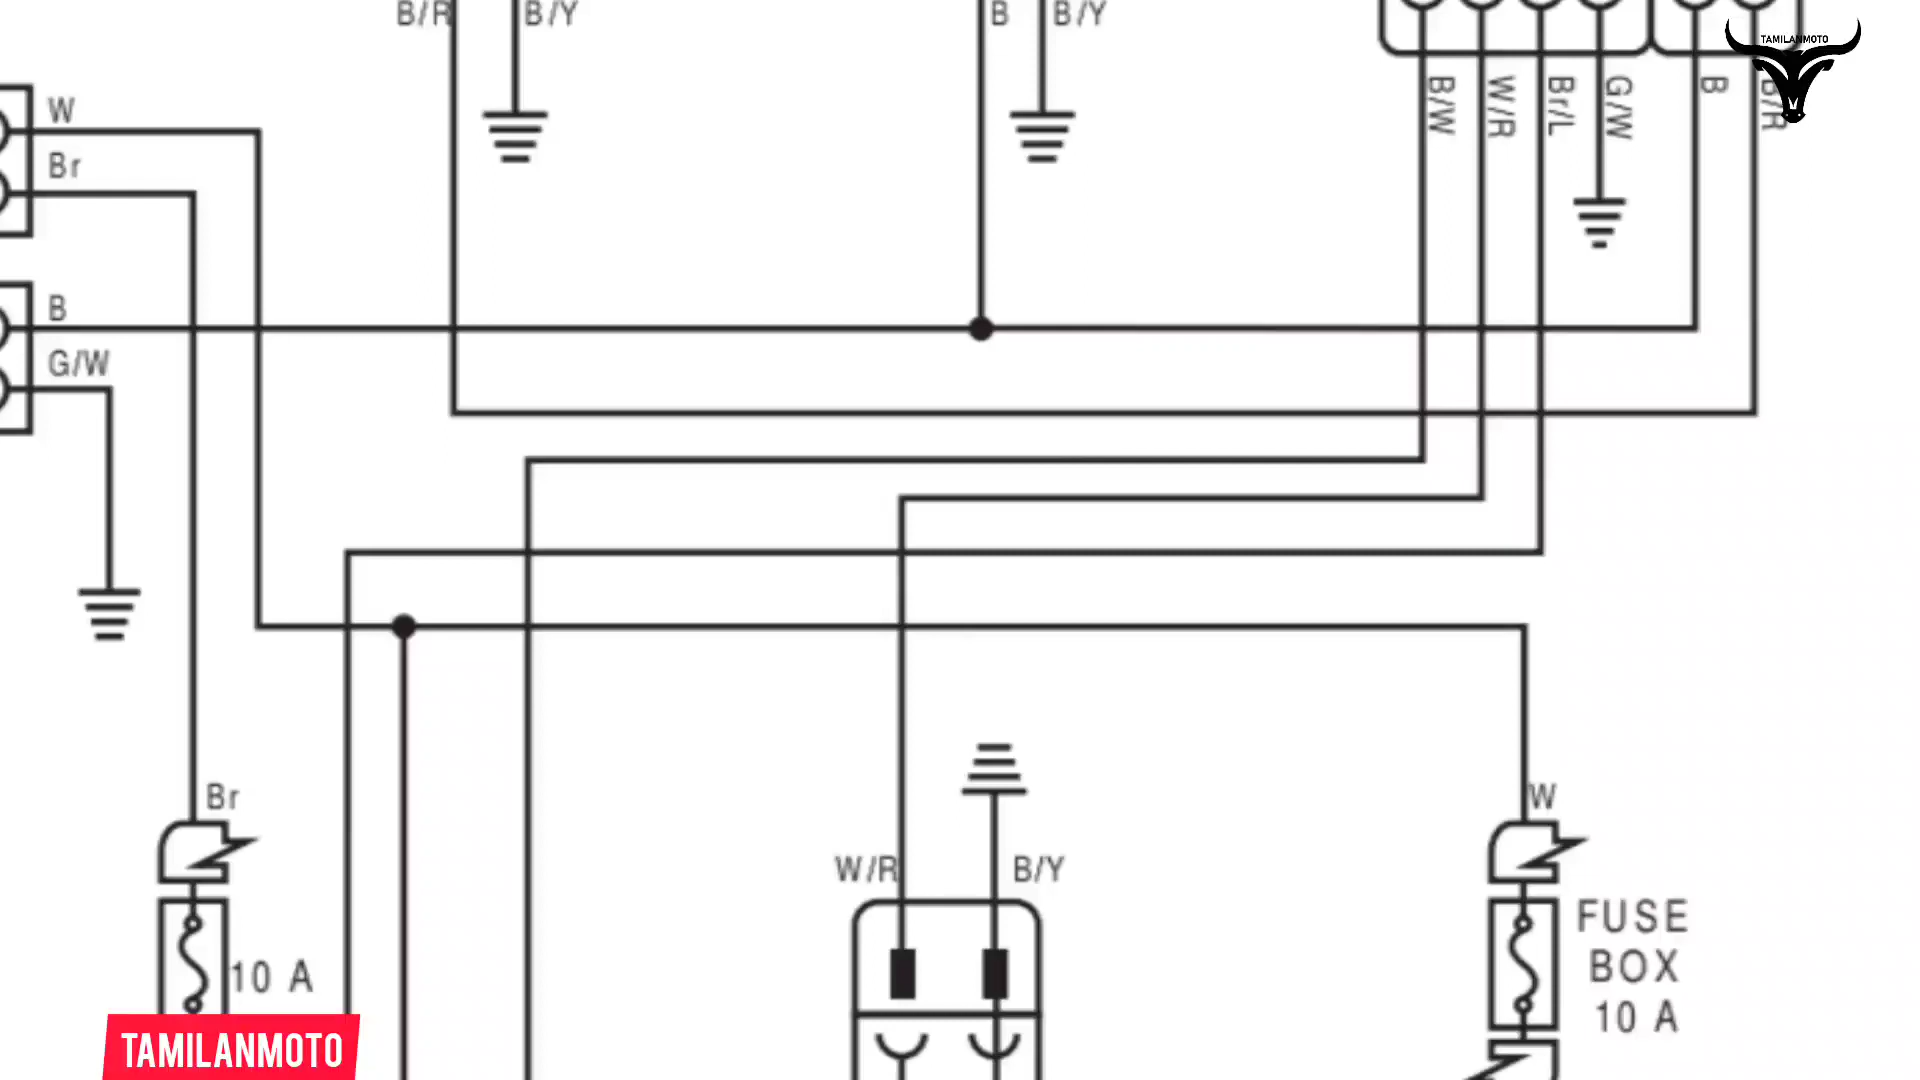 B/R
B/Y
B
B/Y
TAMILANMOTO
B/W
W/R
Br/L
G/W
B
B/R
W
Br
B
G/W
Br
W
W/R
B/Y
10 A
FUSE
BOX
10 A
TAMILANMOTO